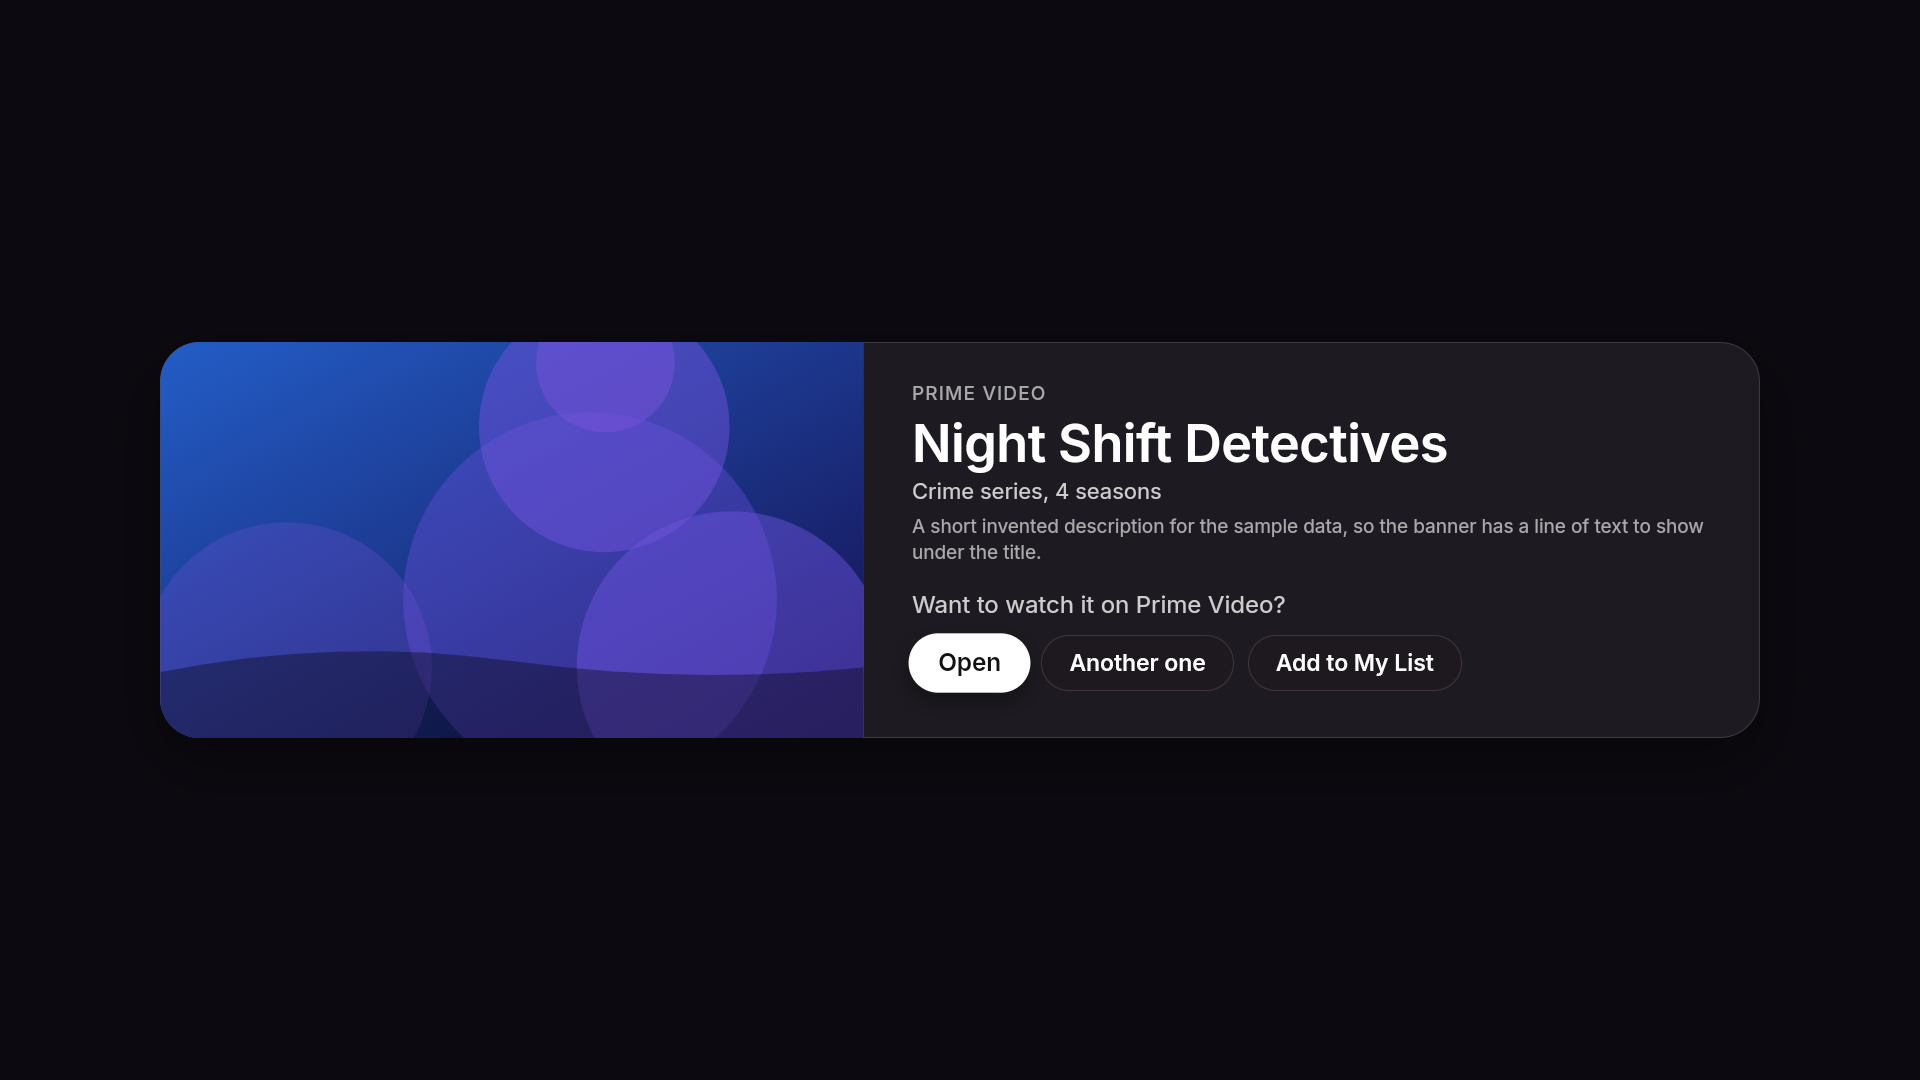 PRIME VIDEO
Night Shift Detectives
Crime series, 4 seasons
A short invented description for the sample data, so the banner has a line of text to show
under the title.
Want to watch it on Prime Video?
Open
Another one
Add to My List